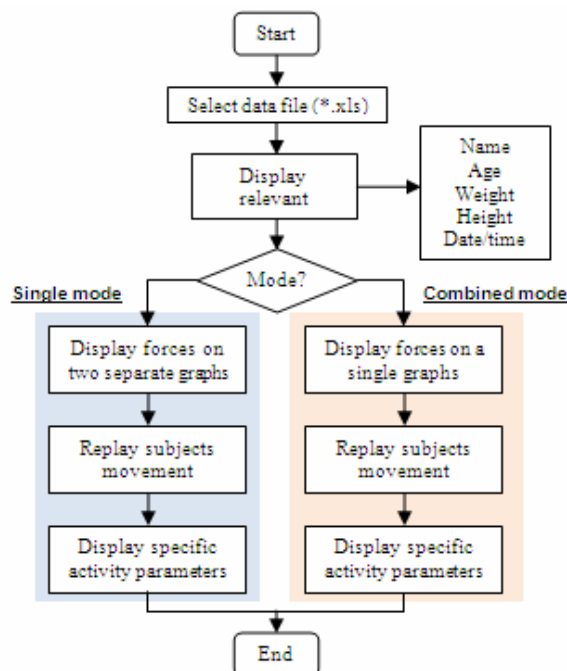 Start
Select data file (*.xls)
Display
relevant
Name
Age
Weight
Height
Date/time
Mode?
Single mode
Combined mode
Display forces on
two separate graphs
Display forces on a
single graphs
Replay subjects
movement
Replay subjects
movement
Display specific
activity parameters
Display specific
activity parameters
End